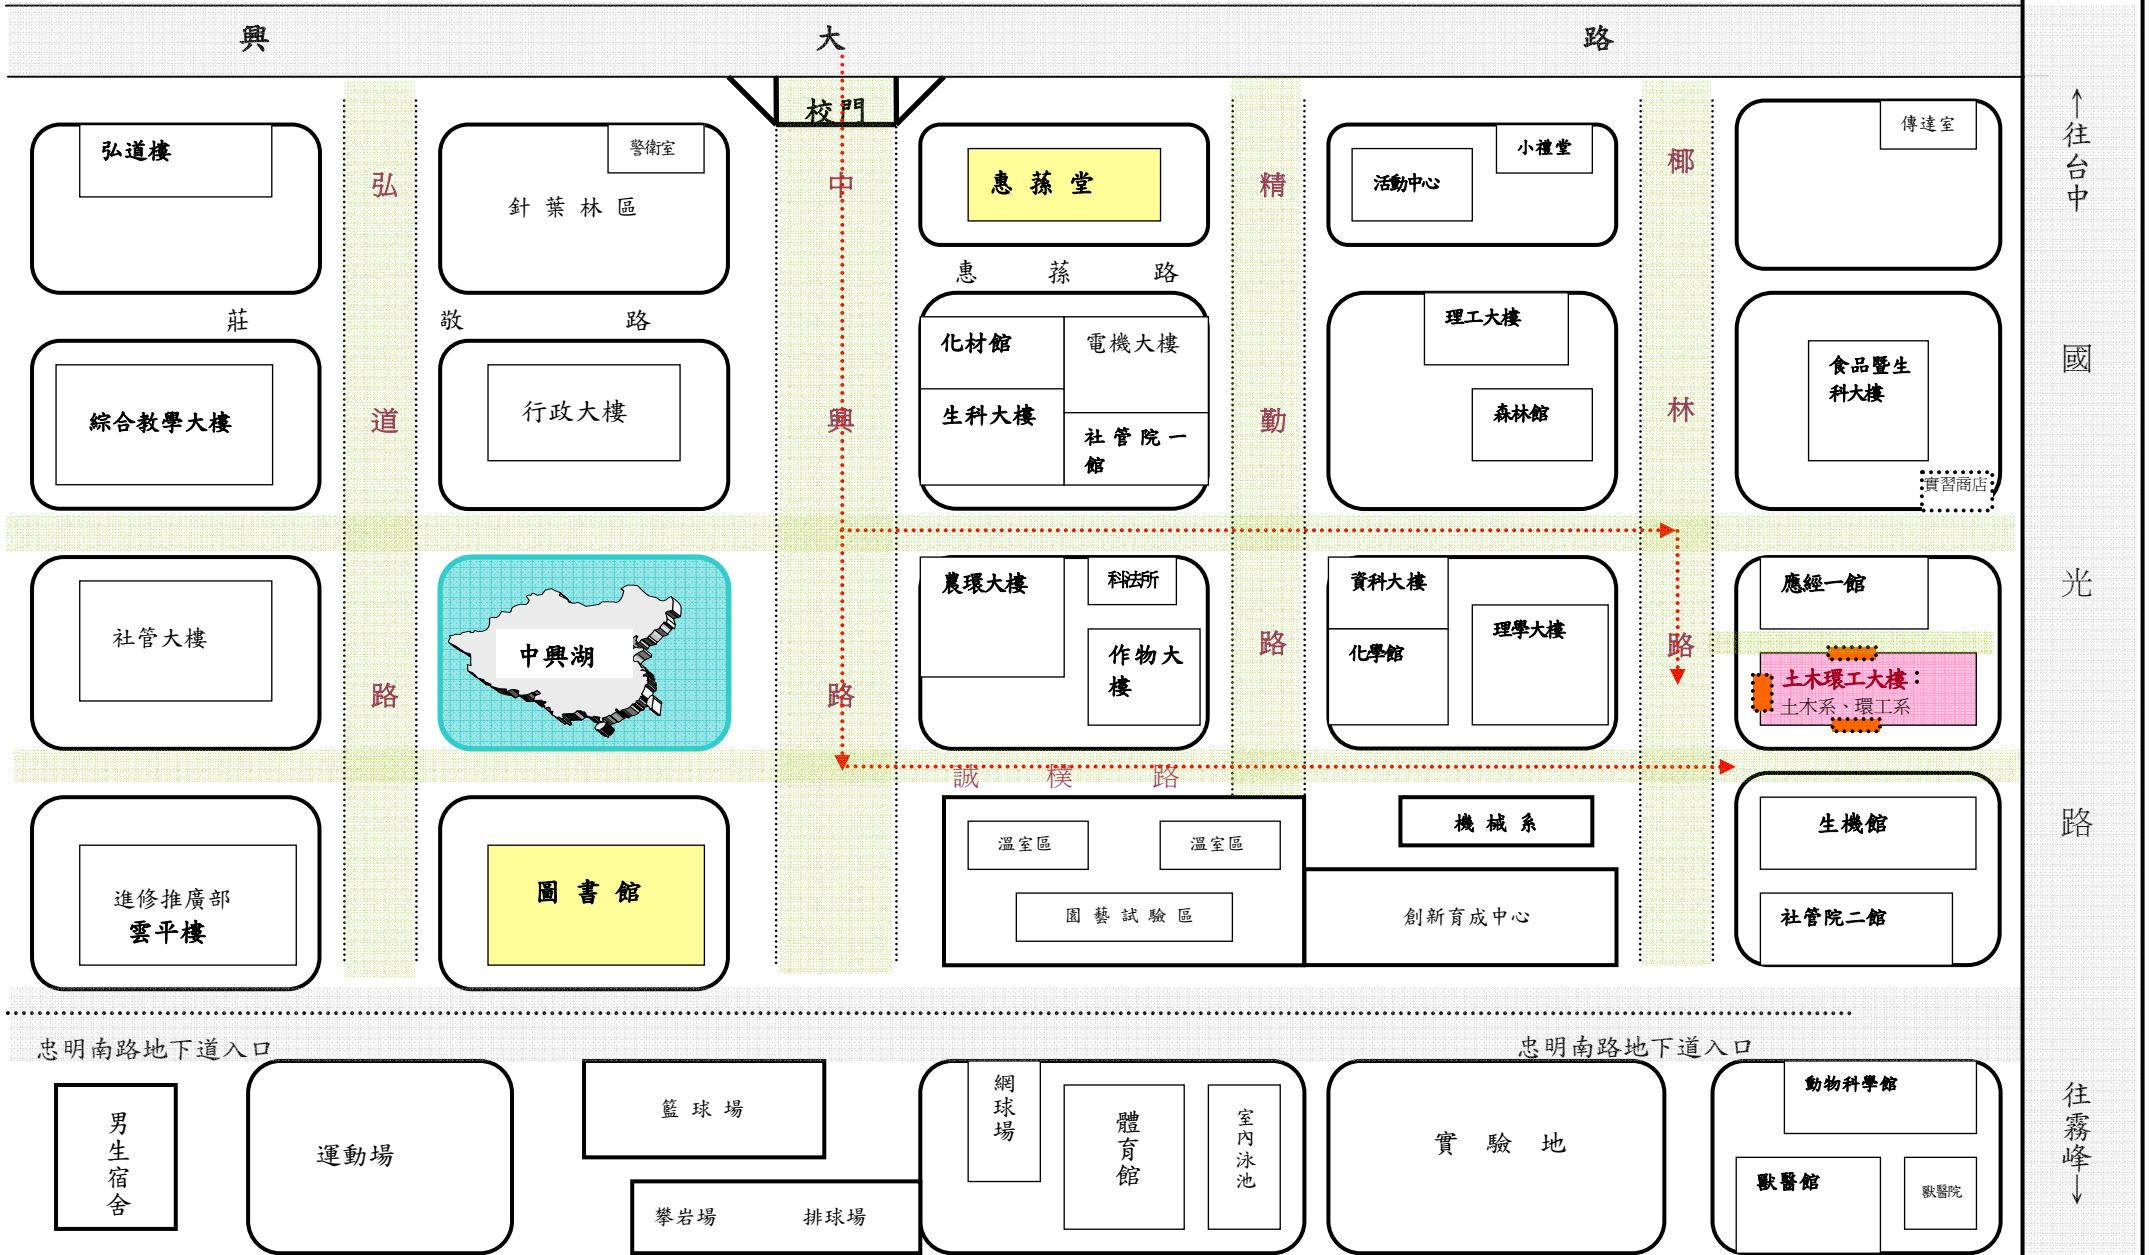 興 大 路
校門
弘道樓
弘道路
警衛室
針葉林區
中興路
惠蓀堂
精勤路
活動中心
小禮堂
椰林路
傳達室
↑往台中
國光路
往霧峰↓
惠蓀路
莊敬路
綜合教學大樓
行政大樓
化材館
電機大樓
生科大樓
社管院一
館
理工大樓
森林館
食品暨生
科大樓
實習商店
社管大樓
中興湖
農環大樓
科法所
作物大
樓
資科大樓
化學館
理學大樓
應經一館
土木環工大樓：
土木系、環工系
誠樸路
進修推廣部
雲平樓
圖書館
溫室區
溫室區
園藝試驗區
機械系
創新育成中心
生機館
社管院二館
忠明南路地下道入口
忠明南路地下道入口
男生宿舍
運動場
籃球場
攀岩場 排球場
網球場
體育館
室內泳池
實驗地
動物科學館
獸醫館
獸醫院